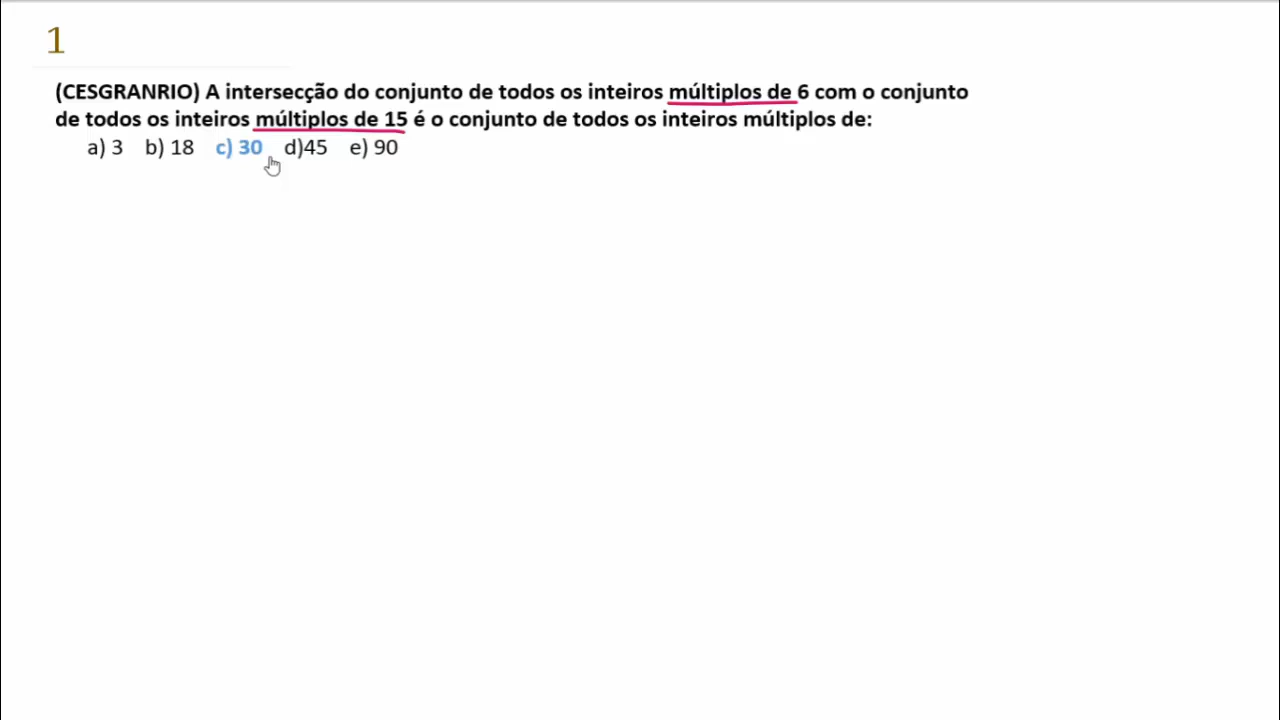 1
(CESGRANRIO) A intersecção do conjunto de todos os inteiros múltiplos de 6 com o conjunto
de todos os inteiros múltiplos de 15 é o conjunto de todos os inteiros múltiplos de:
a) 3 b) 18 c) 30 d)45 e) 90